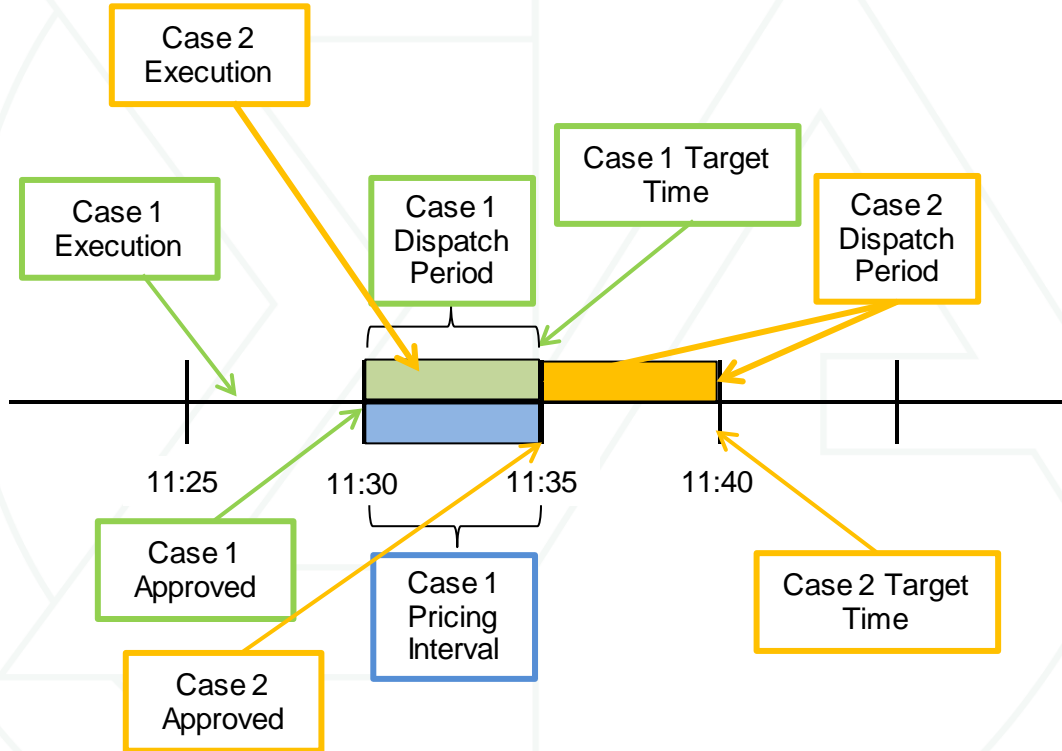 Case 2
Execution
Case 1 Target
Time
Case 1
Execution
Case 1
Dispatch
Period
Case 2
Dispatch
Period
11:25
11:30
11:35
11:40
Case 1
Approved
Case 1
Pricing
Interval
Case 2 Target
Time
Case 2
Approved